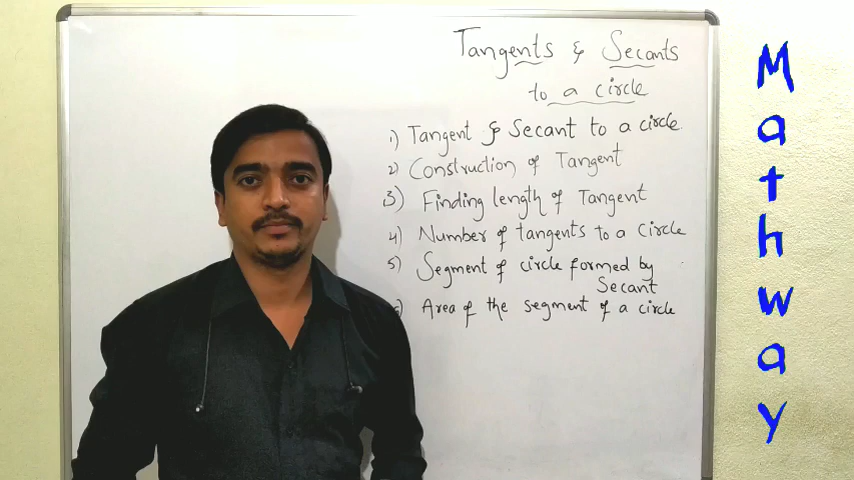 Tangents & Secants
to a circle
1) Tangent & Secant to a circle.
2) Construction of Tangent
3) Finding length of Tangent
4) Number of tangents to a Circle
5) Segment of circle formed by
Secant
Area of the segment of a circle
Mathway